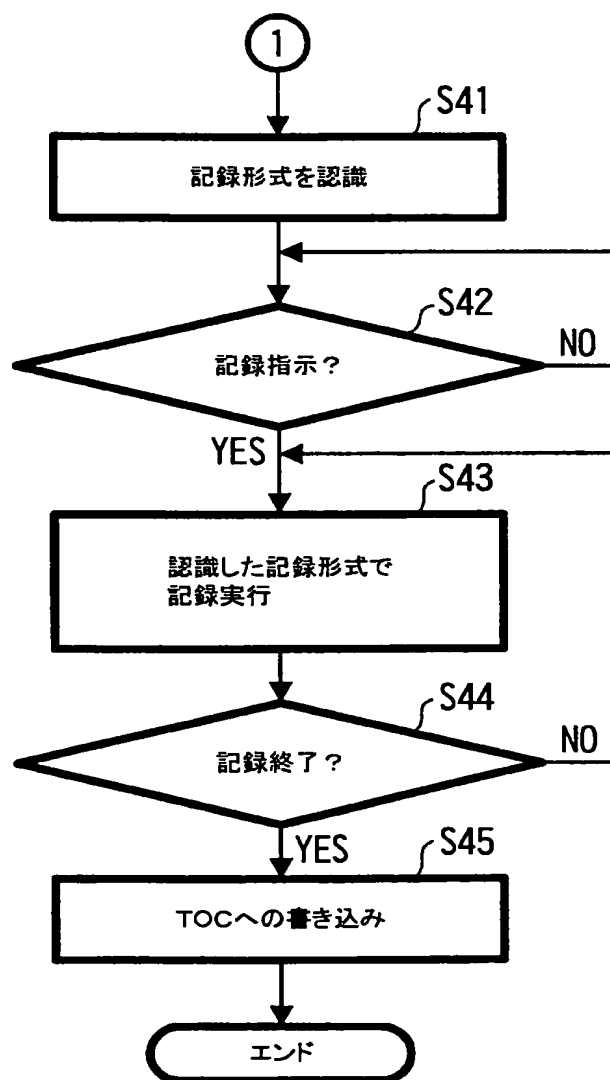 1
S41
記録形式を認識
S42
記録指示?
NO
YES
S43
認識した記録形式で
記録実行
S44
記録終了?
NO
YES
S45
TOCへの書き込み
エンド